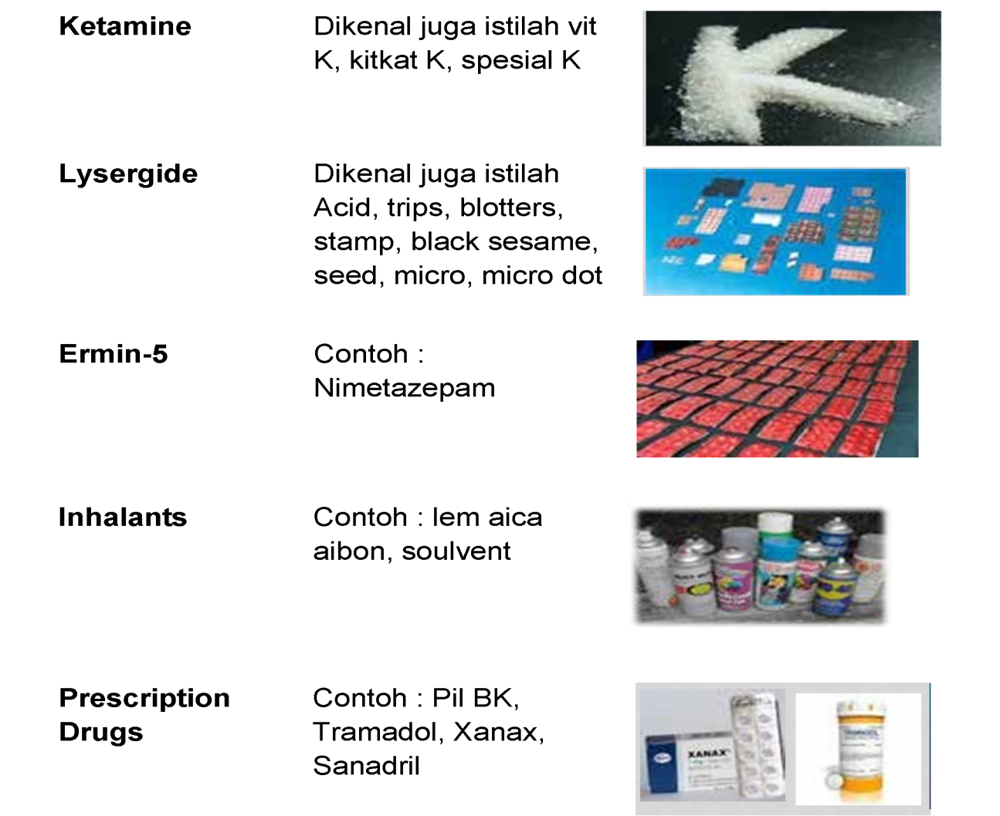 Ketamine
Dikenal juga istilah vit
K, kitkat K, spesial K
Lysergide
Dikenal juga istilah
Acid, trips, blotters,
stamp, black sesame,
seed, micro, micro dot
Ermin-5
Contoh :
Nimetazepam
Inhalants
Contoh : lem aica
aibon, soulvent
Prescription
Drugs
Contoh : Pil BK,
Tramadol, Xanax,
Sanadril
XANAX